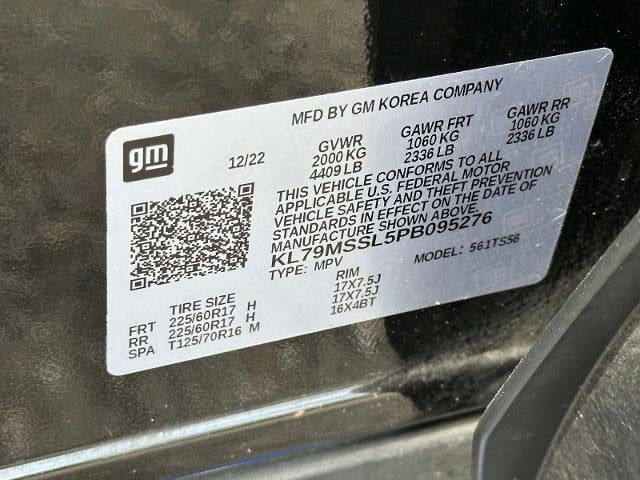 MFD BY GM KOREA COMPANY
gm
12/22
GVWR GAWR FRT GAWR RR
2000 KG 1060 KG 1060 KG
4409 LB 2336 LB 2336 LB
THIS VEHICLE CONFORMS TO ALL
APPLICABLE U.S. FEDERAL MOTOR
VEHICLE SAFETY AND THEFT PREVENTION
STANDARDS IN EFFECT ON THE DATE OF
MANUFACTURE SHOWN ABOVE.
KL79MSSL5PB095276
TYPE: MPV MODEL: 561TS56
TIRE SIZE RIM
FRT 225/60R17 H 17X7.5J
RR 225/60R17 H 17X7.5J
SPA T125/70R16 M 16X4BT